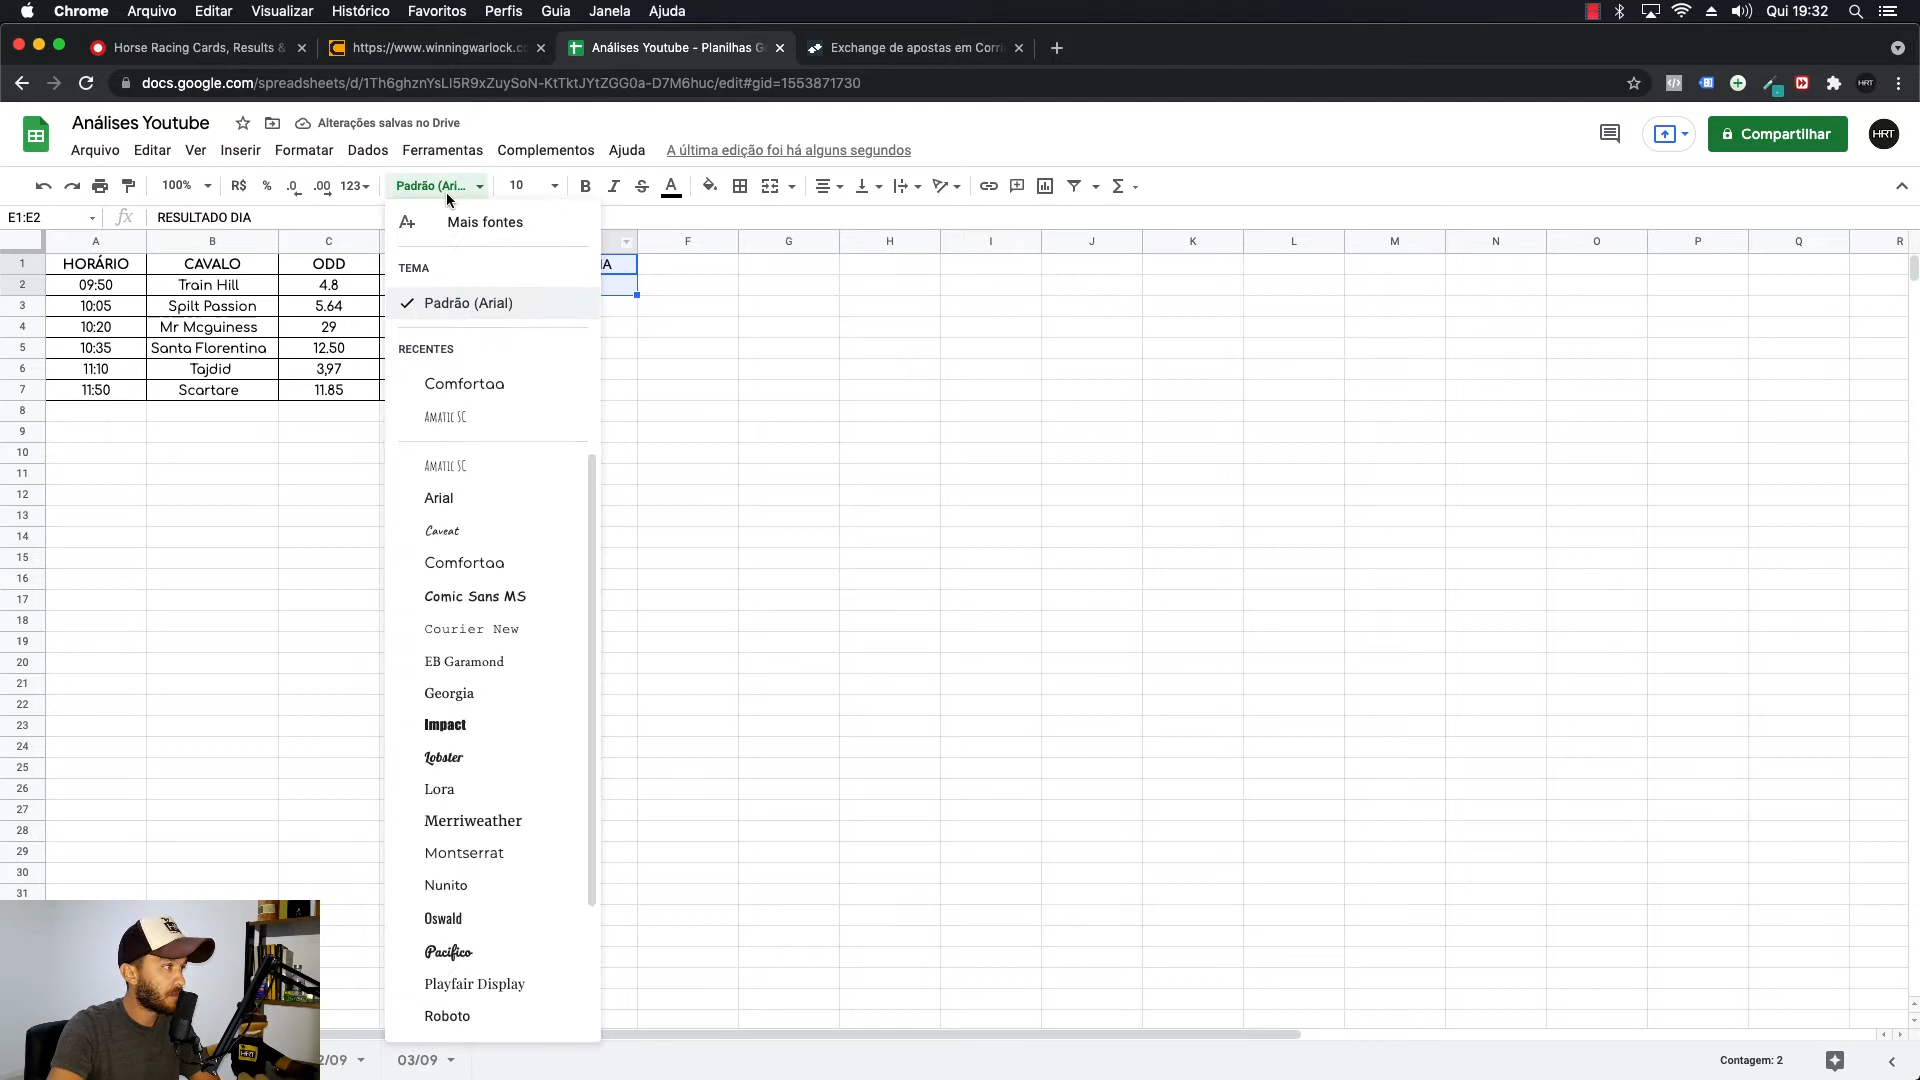 Chrome Arquivo Editar Visualizar Histórico Favoritos Perfis Guia Janela Ajuda Qui 19:32
Horse Racing Cards, Results & https://www.winningwarlock.c Análises Youtube - Planilhas G Exchange de apostas em Corri
docs.google.com/spreadsheets/d/1Th6ghznYsLI5R9xZuySoN-KtTktJYtZGG0a-D7M6huc/edit#gid=1553871730 HRT
Análises Youtube Alterações salvas no Drive
Arquivo Editar Ver Inserir Formatar Dados Ferramentas Complementos Ajuda A última edição foi há alguns segundos
Compartilhar HRT
100% R$ % .0 .00 123 Padrão (Ari... 10 B I S A
E1:E2 fx RESULTADO DIA
A B C F G H I J K L M N O P Q R
1 HORÁRIO CAVALO ODD IA
2 09:50 Train Hill 4.8
3 10:05 Spilt Passion 5.64
4 10:20 Mr Mcguiness 29
5 10:35 Santa Florentina 12.50
6 11:10 Tajdid 3,97
7 11:50 Scartare 11.85
8
9
10
11
12
13
14
15
16
17
18
19
20
21
22
23
24
25
26
27
28
29
30
31
Mais fontes
TEMA
Padrão (Arial)
RECENTES
Comfortaa
Amatic SC
Amatic SC
Arial
Caveat
Comfortaa
Comic Sans MS
Courier New
EB Garamond
Georgia
Impact
Lobster
Lora
Merriweather
Montserrat
Nunito
Oswald
Pacifico
Playfair Display
Roboto
HRT
2/09 03/09 Contagem: 2